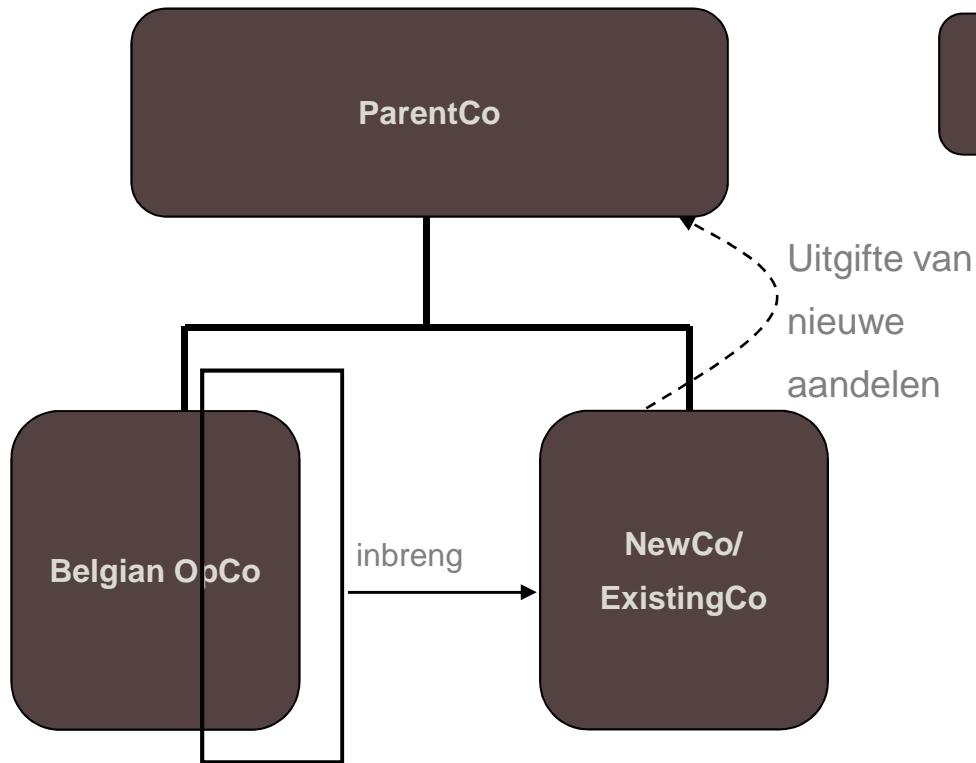 ParentCo
Uitgifte van
nieuwe
aandelen
Belgian OpCo
inbreng
NewCo/
ExistingCo